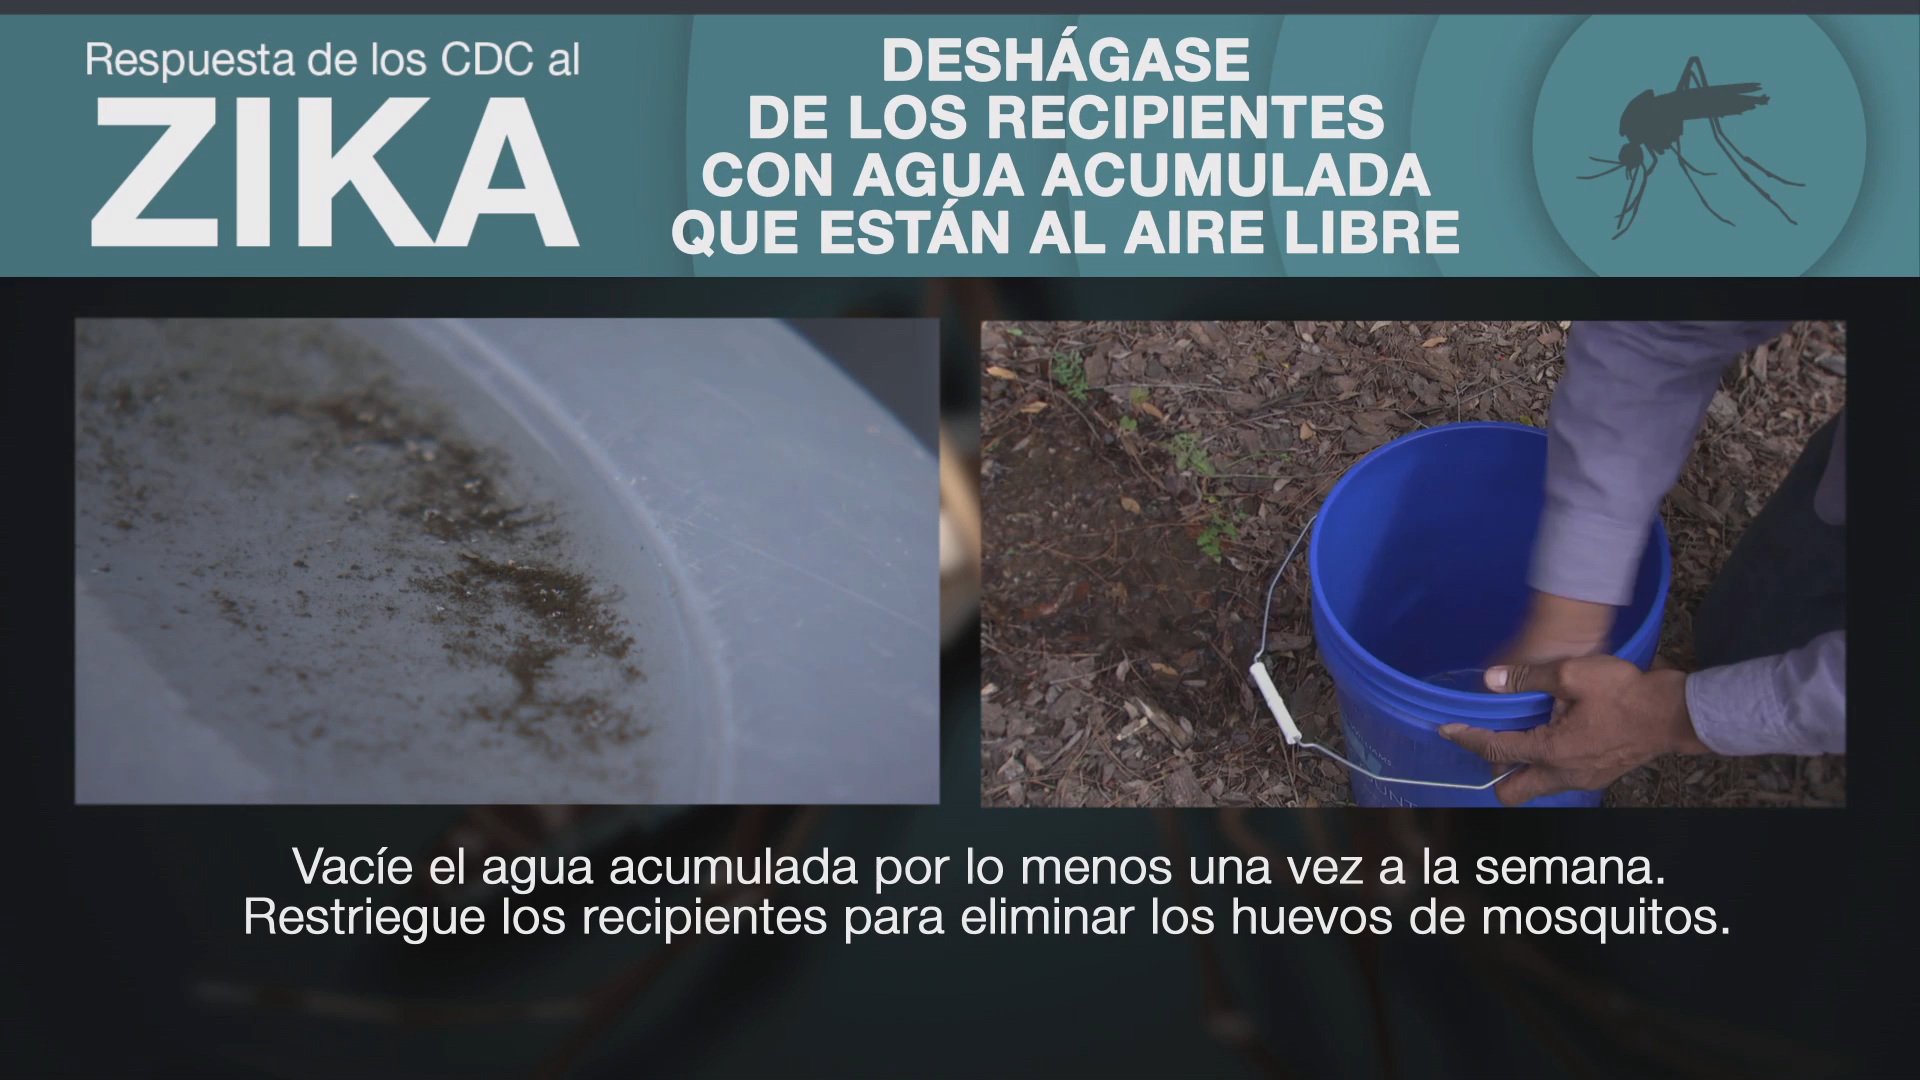 Respuesta de los CDC al
ZIKA
DESHÁGASE
DE LOS RECIPIENTES
CON AGUA ACUMULADA
QUE ESTÁN AL AIRE LIBRE
Vacíe el agua acumulada por lo menos una vez a la semana.
Restriegue los recipientes para eliminar los huevos de mosquitos.